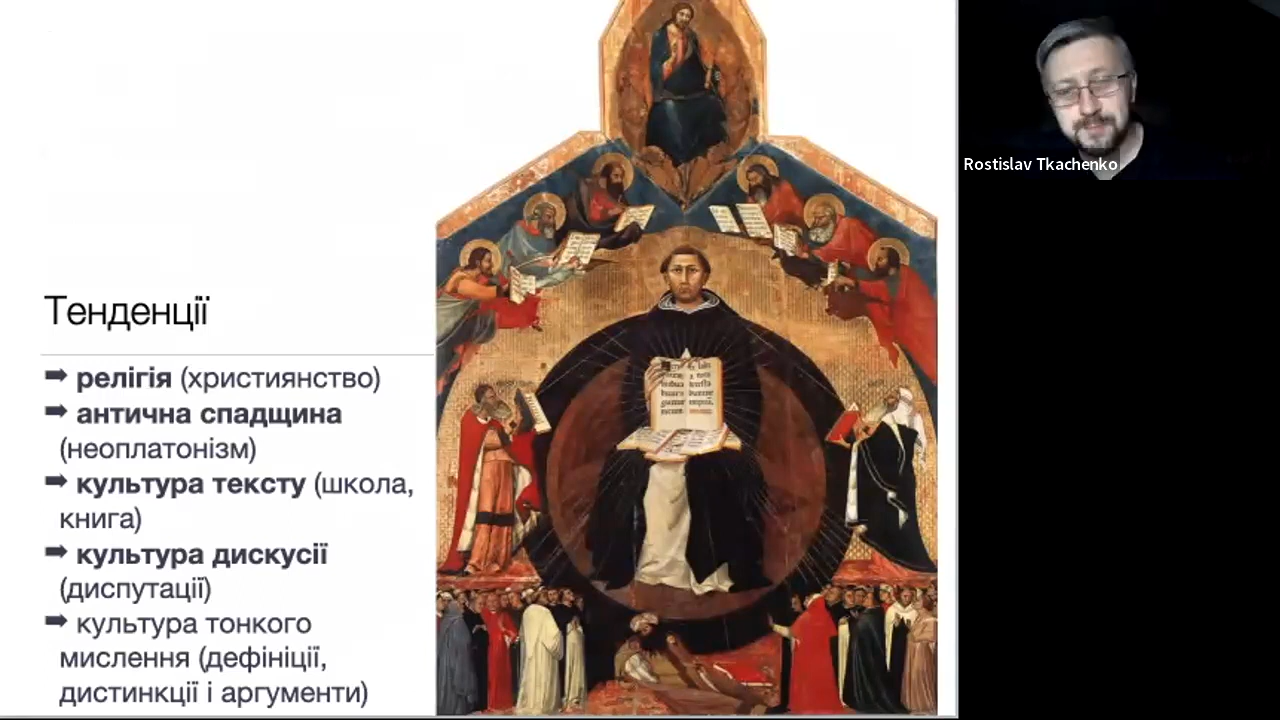 Тенденції
➡ релігія (християнство)
➡ антична спадщина
(неоплатонізм)
➡ культура тексту (школа,
книга)
➡ культура дискусії
(диспутації)
➡ культура тонкого
мислення (дефініції,
дистинкції і аргументи)
Rostislav Tkachenko